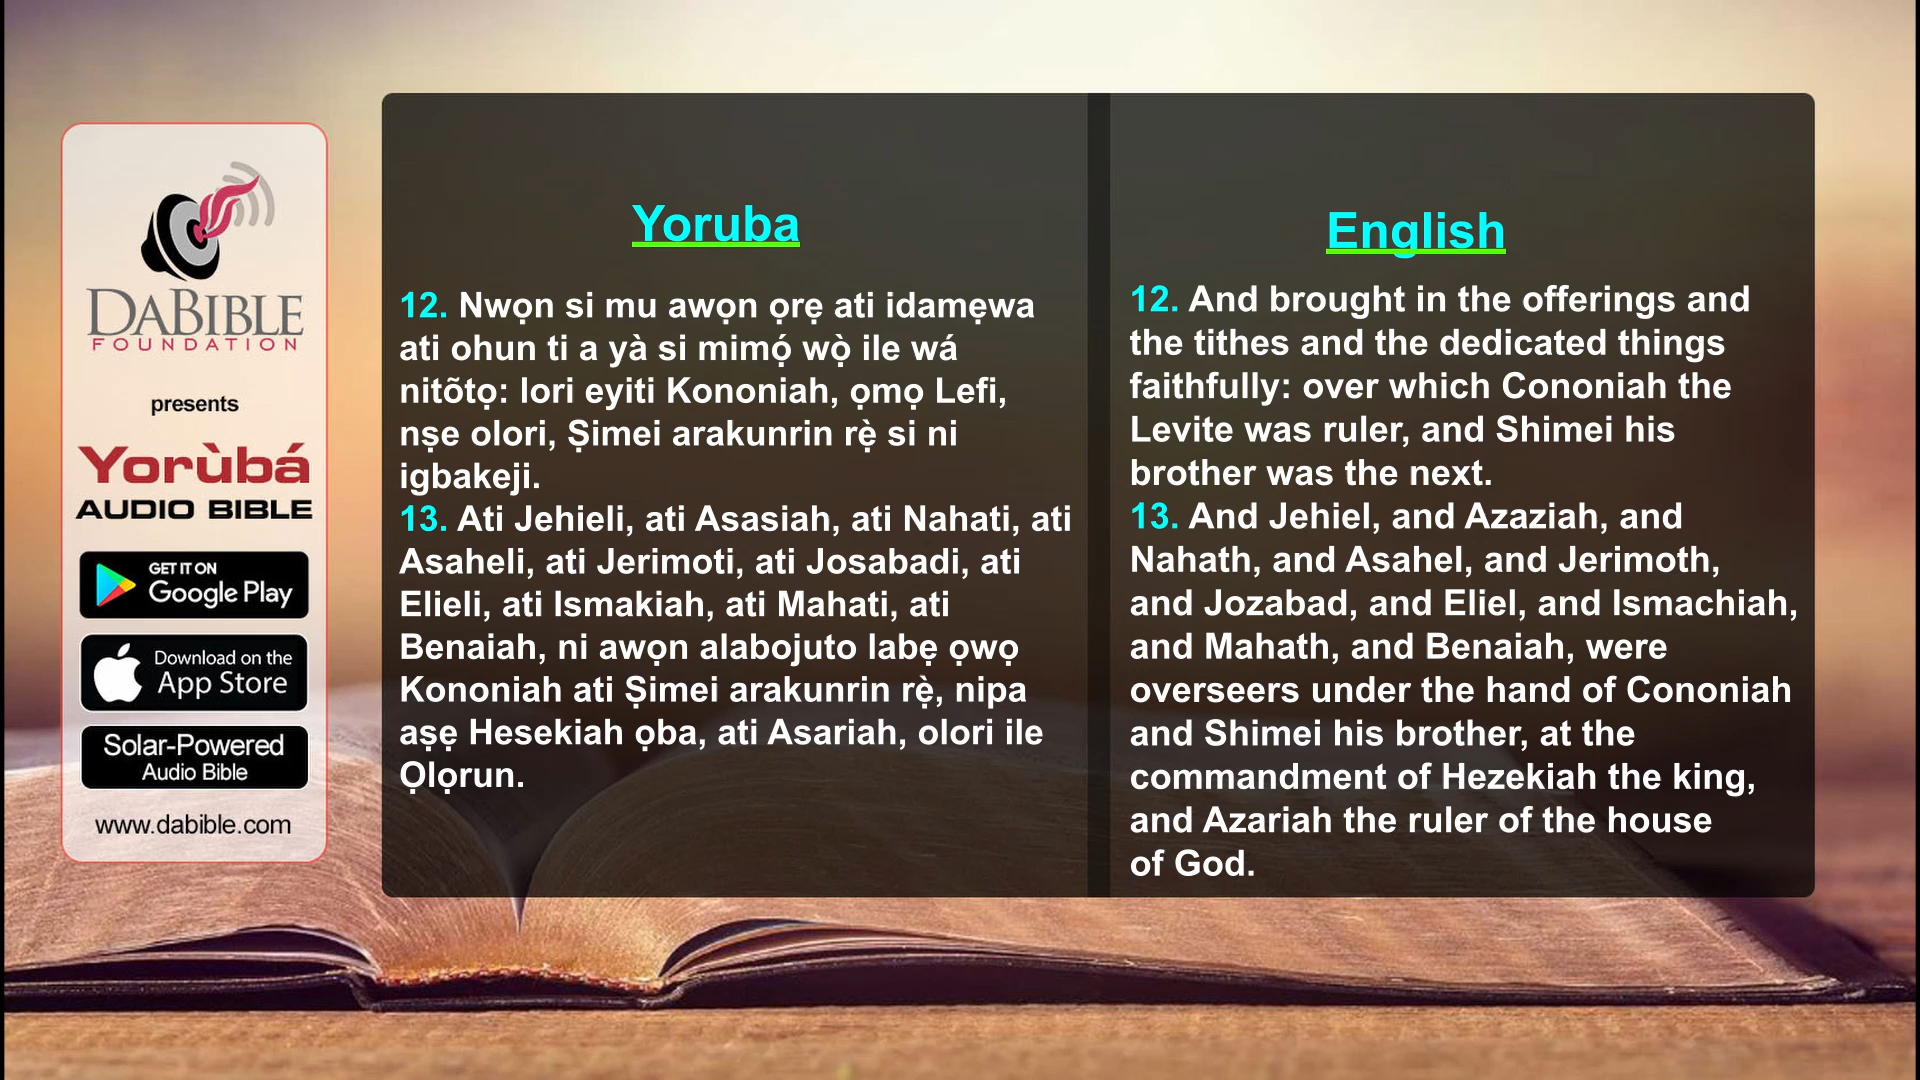 DABIBLE
FOUNDATION
presents
Yorùbá
AUDIO BIBLE
GET IT ON
Google Play
Download on the
App Store
Solar-Powered
Audio Bible
www.dabible.com
Yoruba
12. Nwọn si mu awọn ọrẹ ati idamẹwa
ati ohun ti a yà si mimọ́ wọ̀ ile wá
nitõtọ: lori eyiti Kononiah, ọmọ Lefi,
nṣe olori, Ṣimei arakunrin rẹ̀ si ni
igbakeji.
13. Ati Jehieli, ati Asasiah, ati Nahati, ati
Asaheli, ati Jerimoti, ati Josabadi, ati
Elieli, ati Ismakiah, ati Mahati, ati
Benaiah, ni awọn alabojuto labẹ ọwọ
Kononiah ati Ṣimei arakunrin rẹ̀, nipa
aṣẹ Hesekiah ọba, ati Asariah, olori ile
Ọlọrun.
English
12. And brought in the offerings and
the tithes and the dedicated things
faithfully: over which Cononiah the
Levite was ruler, and Shimei his
brother was the next.
13. And Jehiel, and Azaziah, and
Nahath, and Asahel, and Jerimoth,
and Jozabad, and Eliel, and Ismachiah,
and Mahath, and Benaiah, were
overseers under the hand of Cononiah
and Shimei his brother, at the
commandment of Hezekiah the king,
and Azariah the ruler of the house
of God.